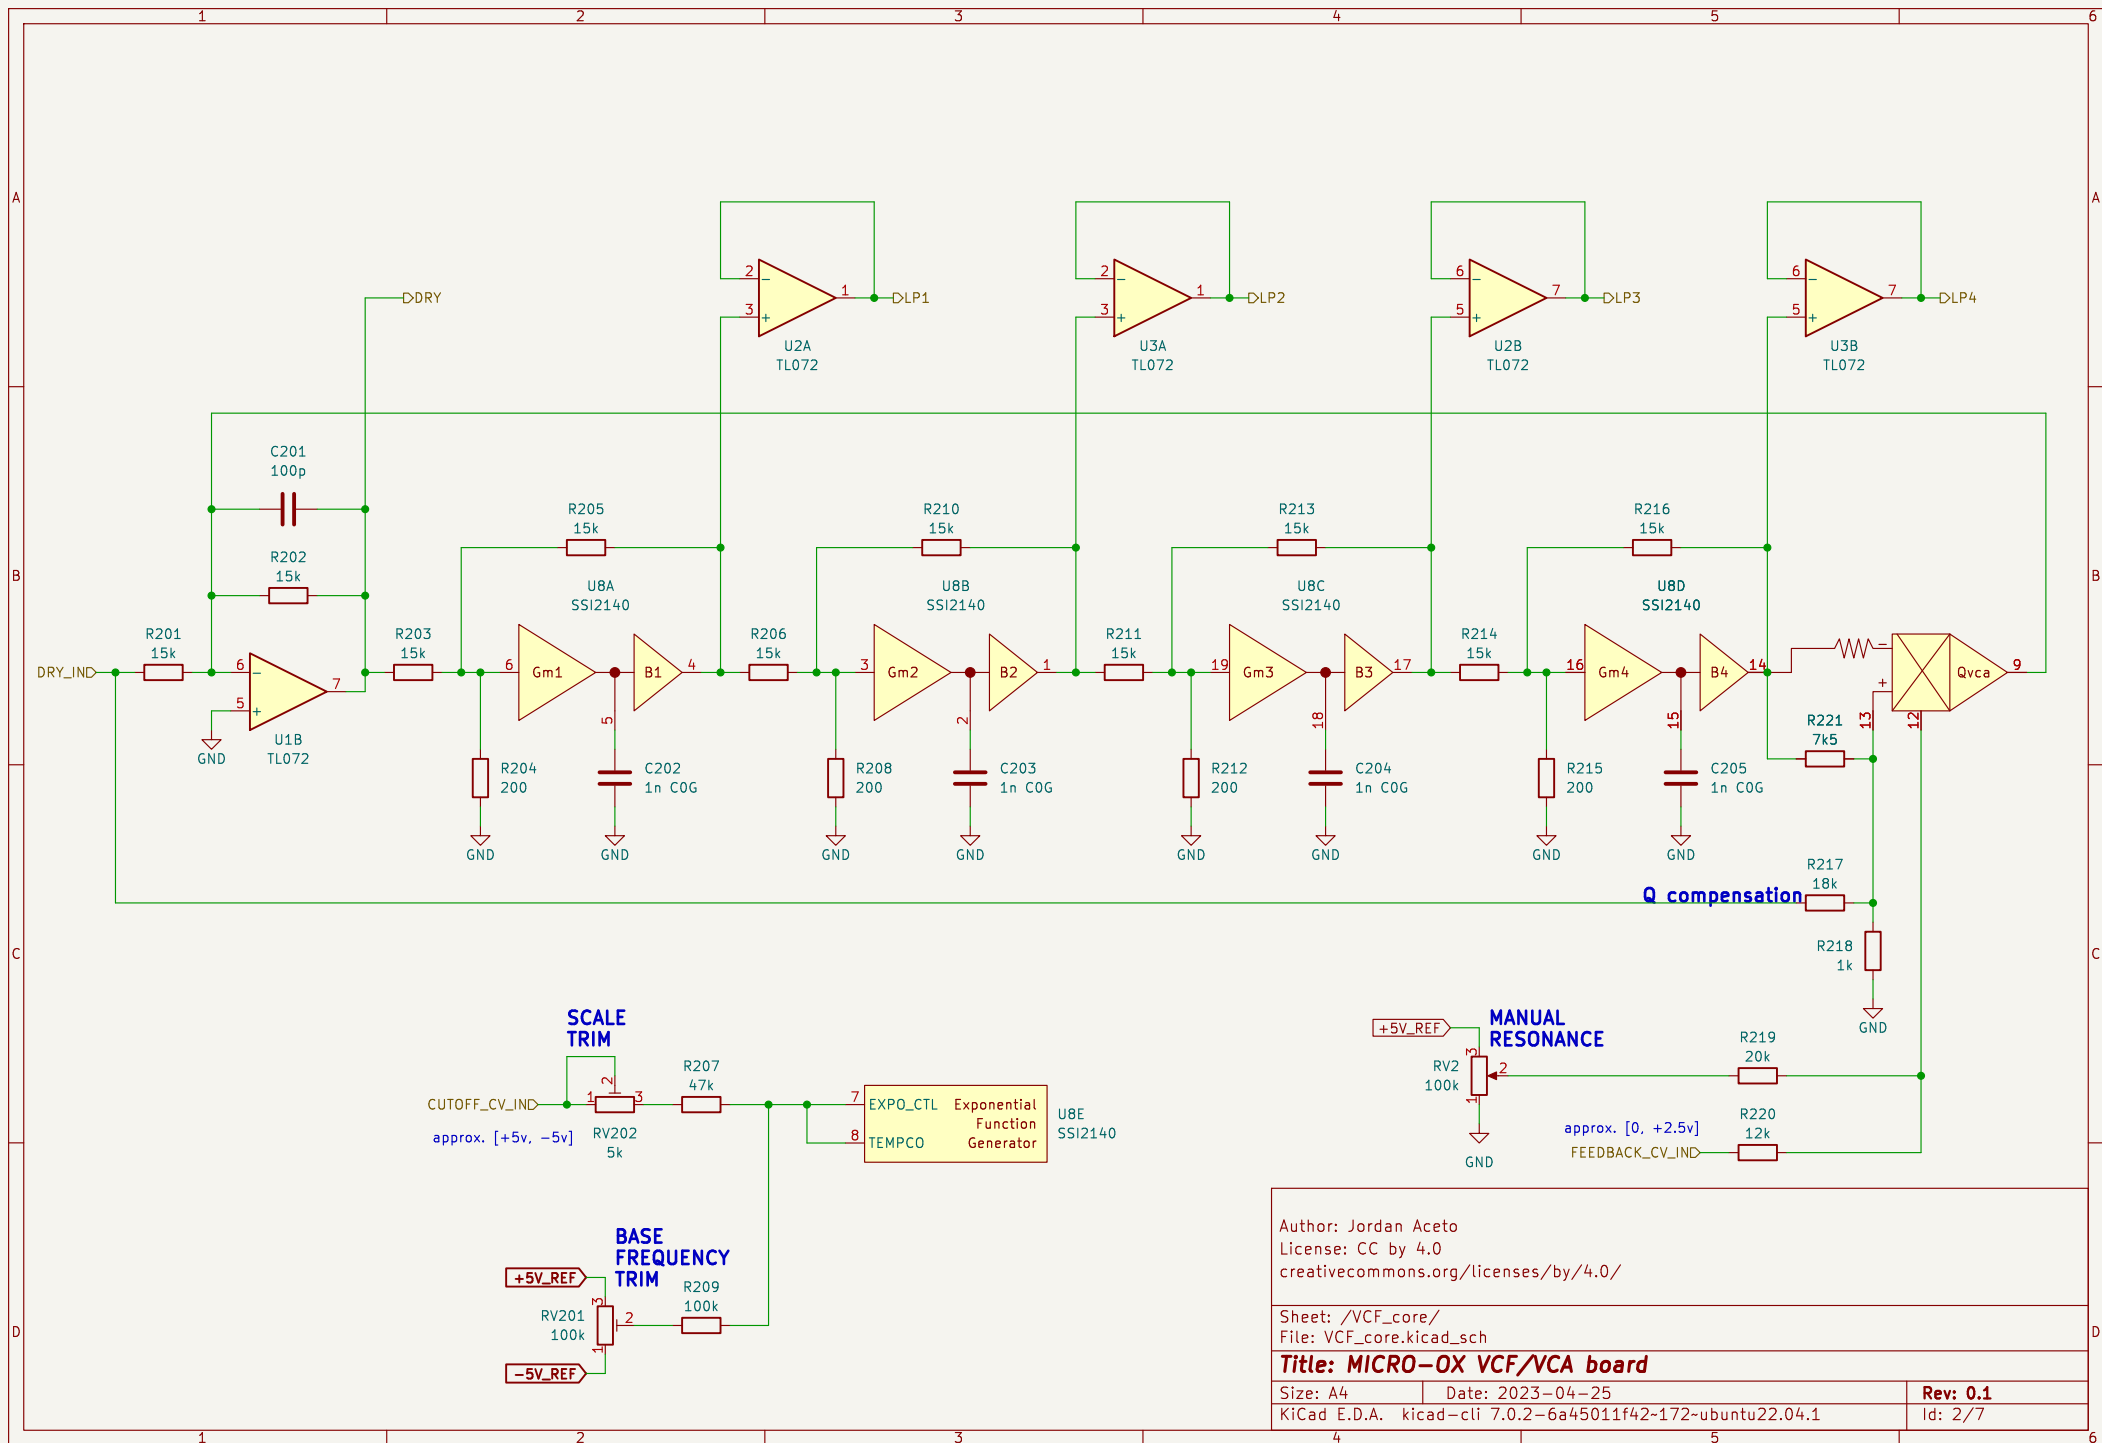 1 2 3 4 5 6
A A
DRY
2 − 3 + 1 LP1
U2A
TL072
2 − 3 + 1 LP2
U3A
TL072
6 − 5 + 7 LP3
U2B
TL072
6 − 5 + 7 LP4
U3B
TL072
B B
C201
100p
R202
15k
R205
15k
R210
15k
R213
15k
R216
15k
U8A
SSI2140
U8B
SSI2140
U8C
SSI2140
U8D
SSI2140
DRY_IN
R201
15k
6 − 5 + 7
GND
U1B
TL072
R203
15k
6 Gm1 B1 4
5
R204
200
GND
C202
1n C0G
GND
R206
15k
3 Gm2 B2 1
2
R208
200
GND
C203
1n C0G
GND
R211
15k
19 Gm3 B3 17
18
R212
200
GND
C204
1n C0G
GND
R214
15k
16 Gm4 B4 14
15
R215
200
GND
C205
1n C0G
GND
− + Qvca 9
13 12
R221
7k5
C C
Q compensation
R217
18k
R218
1k
GND
SCALE
TRIM
CUTOFF_CV_IN
approx. [+5v, −5v]
1 2 3
RV202
5k
R207
47k
7 EXPO_CTL
8 TEMPCO
Exponential
Function
Generator
U8E
SSI2140
BASE
FREQUENCY
TRIM
+5V_REF
RV201
100k
3 2 1
−5V_REF
R209
100k
MANUAL
RESONANCE
+5V_REF
RV2
100k
3 2 1
GND
R219
20k
R220
12k
approx. [0, +2.5v]
FEEDBACK_CV_IN
D D
Author: Jordan Aceto
License: CC by 4.0
creativecommons.org/licenses/by/4.0/
Sheet: /VCF_core/
File: VCF_core.kicad_sch
Title: MICRO-OX VCF/VCA board
Size: A4 Date: 2023-04-25 Rev: 0.1
KiCad E.D.A. kicad-cli 7.0.2-6a45011f42~172~ubuntu22.04.1 Id: 2/7
1 2 3 4 5 6